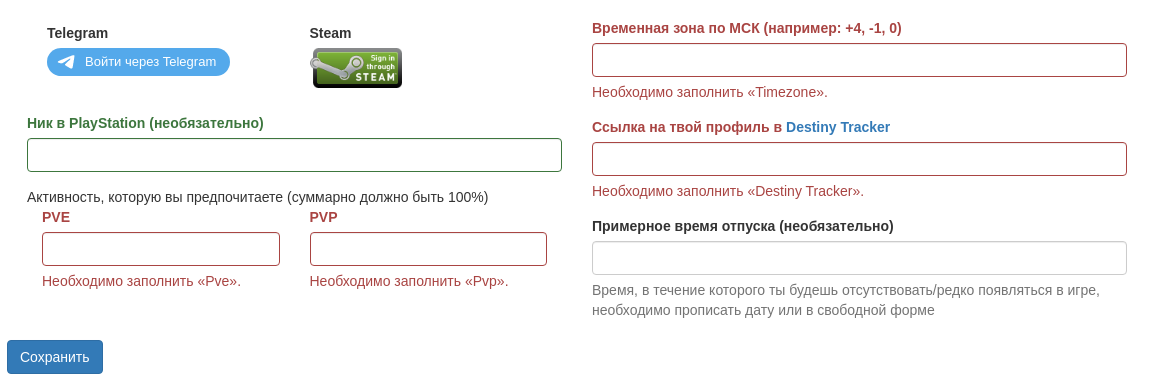 Telegram
Войти через Telegram
Steam
Sign in
through
STEAM
Ник в PlayStation (необязательно)
Активность, которую вы предпочитаете (суммарно должно быть 100%)
PVE
Необходимо заполнить «Pve».
PVP
Необходимо заполнить «Pvp».
Временная зона по МСК (например: +4, -1, 0)
Необходимо заполнить «Timezone».
Ссылка на твой профиль в Destiny Tracker
Необходимо заполнить «Destiny Tracker».
Примерное время отпуска (необязательно)
Время, в течение которого ты будешь отсутствовать/редко появляться в игре,
необходимо прописать дату или в свободной форме
Сохранить